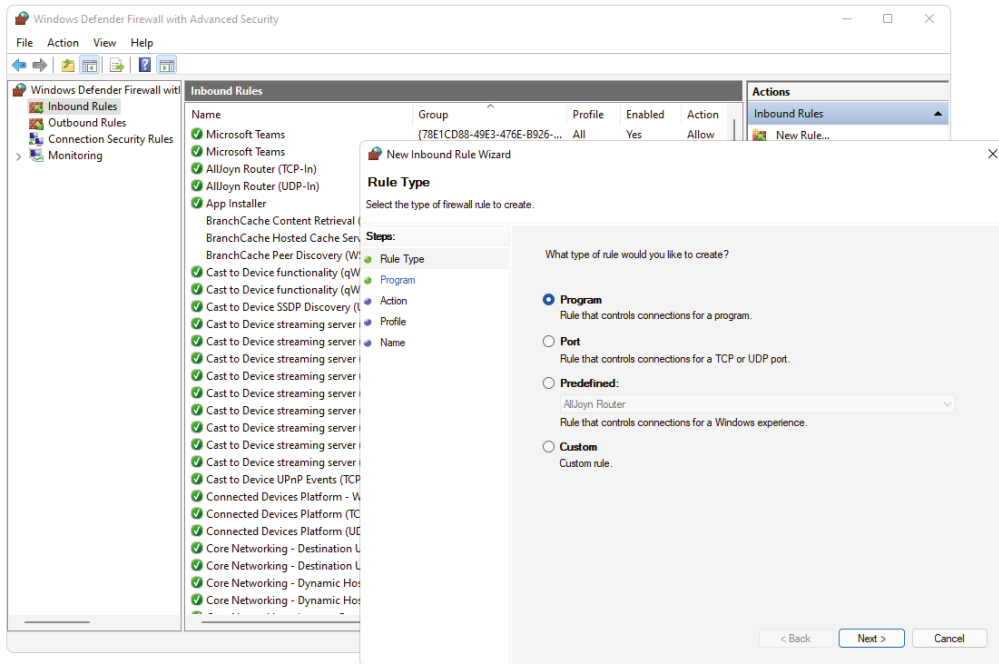 Windows Defender Firewall with Advanced Security
File Action View Help
Windows Defender Firewall witl
Inbound Rules
Outbound Rules
Connection Security Rules
Monitoring
Inbound Rules
Name Group Profile Enabled Action
Microsoft Teams {78E1CD88-49E3-476E-B926-... All Yes Allow
Microsoft Teams
AllJoyn Router (TCP-In)
AllJoyn Router (UDP-In)
App Installer
BranchCache Content Retrieval (
BranchCache Hosted Cache Serv
BranchCache Peer Discovery (WS
Cast to Device functionality (qW
Cast to Device functionality (qW
Cast to Device SSDP Discovery (U
Cast to Device streaming server (
Cast to Device streaming server (
Cast to Device streaming server (
Cast to Device streaming server (
Cast to Device streaming server (
Cast to Device streaming server (
Cast to Device streaming server (
Cast to Device streaming server (
Cast to Device streaming server (
Cast to Device UPnP Events (TCP
Connected Devices Platform - W
Connected Devices Platform (TC
Connected Devices Platform (UD
Core Networking - Destination U
Core Networking - Destination U
Core Networking - Dynamic Hos
Core Networking - Dynamic Hos
Actions
Inbound Rules
New Rule...
New Inbound Rule Wizard
Rule Type
Select the type of firewall rule to create.
Steps:
Rule Type
Program
Action
Profile
Name
What type of rule would you like to create?
Program
Rule that controls connections for a program.
Port
Rule that controls connections for a TCP or UDP port.
Predefined:
AllJoyn Router
Rule that controls connections for a Windows experience.
Custom
Custom rule.
< Back Next > Cancel